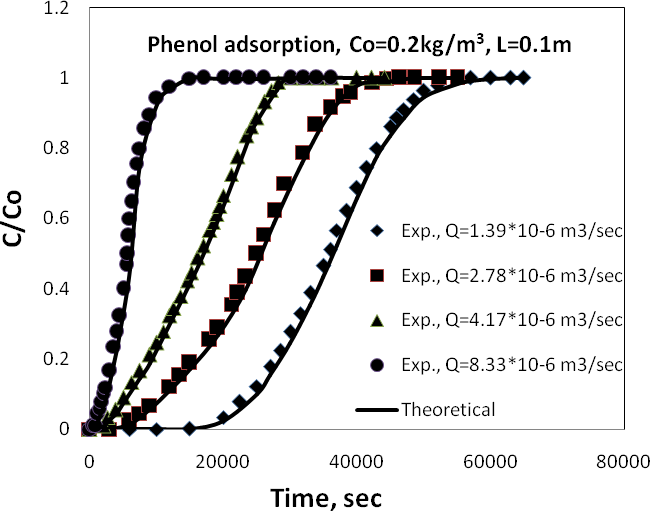 Phenol adsorption, Co=0.2kg/m³, L=0.1m
C/Co
1.2
1
0.8
0.6
0.4
0.2
0
Exp., Q=1.39*10-6 m3/sec
Exp., Q=2.78*10-6 m3/sec
Exp., Q=4.17*10-6 m3/sec
Exp., Q=8.33*10-6 m3/sec
Theoretical
0 20000 40000 60000 80000
Time, sec